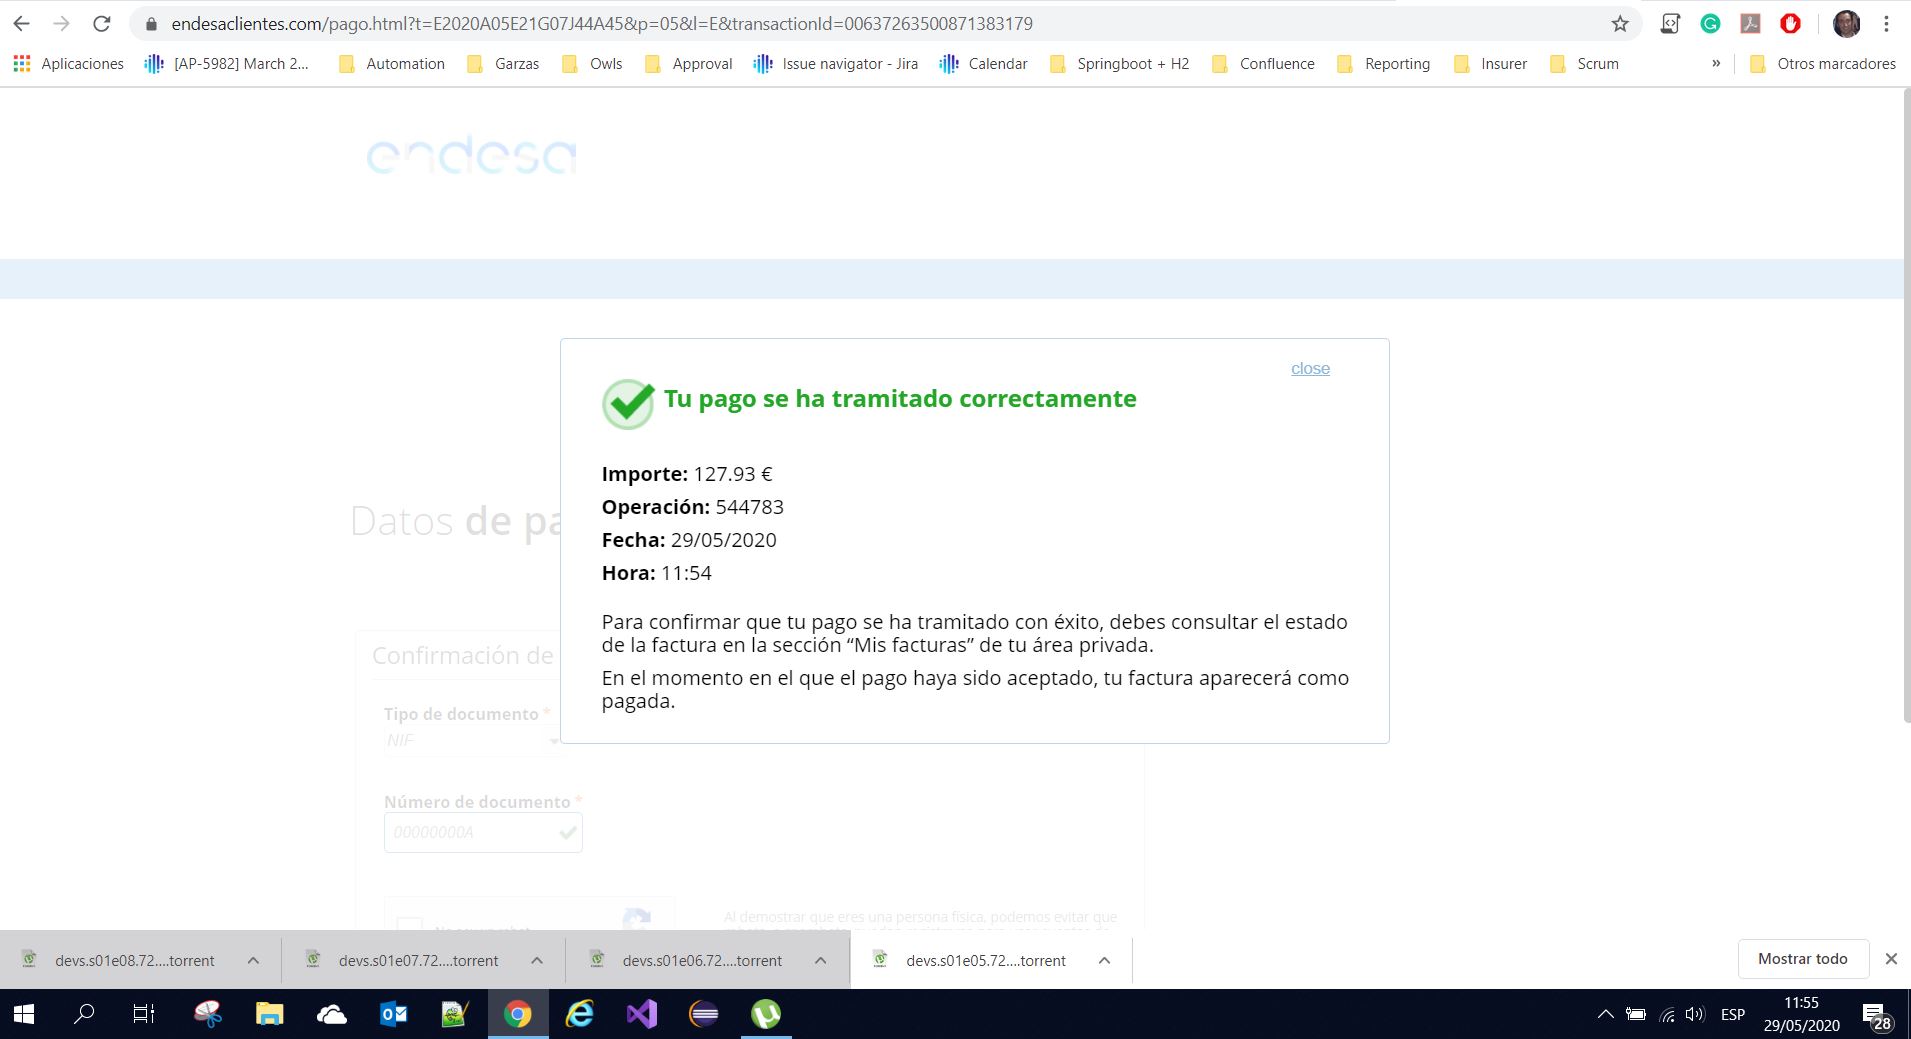 endesaclientes.com/pago.html?t=E2020A05E21G07J44A45&p=05&l=E&transactionId=00637263500871383179
Aplicaciones [AP-5982] March 2... Automation Garzas Owls Approval Issue navigator - Jira Calendar Springboot + H2 Confluence Reporting Insurer Scrum » Otros marcadores
endesa
close
Tu pago se ha tramitado correctamente
Importe: 127.93 €
Operación: 544783
Fecha: 29/05/2020
Hora: 11:54
Para confirmar que tu pago se ha tramitado con éxito, debes consultar el estado
de la factura en la sección “Mis facturas” de tu área privada.
En el momento en el que el pago haya sido aceptado, tu factura aparecerá como
pagada.
Datos de pa
Confirmación de
Tipo de documento *
NIF
Número de documento *
00000000A
Al demostrar que eres una persona física, podemos evitar que
devs.s01e08.72....torrent devs.s01e07.72....torrent devs.s01e06.72....torrent devs.s01e05.72....torrent Mostrar todo
ESP
11:55
29/05/2020
28